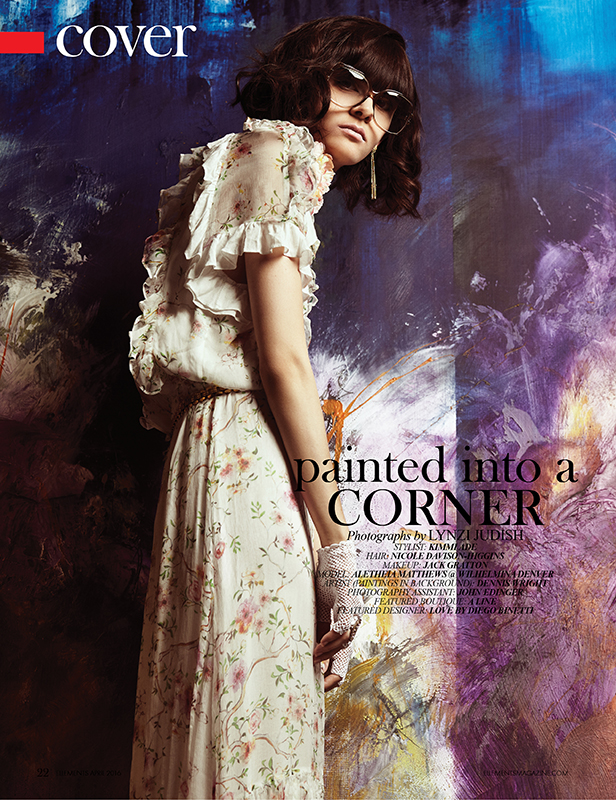 cover
painted into a
CORNER
Photographs by LYNZI JUDISH
STYLIST: KIMMI ADL
HAIR: NICOLE DAVISON-HIGGINS
MAKEUP: JACK GRATTON
MODEL: ALETHEIA MATTHEWS @ WILHELMINA DENVER
ARTIST (PAINTINGS IN BACKGROUND): DENNIS WRIGHT
PHOTOGRAPHY ASSISTANT: JOHN EDINGER
FEATURED BOUTIQUE: A LINE
FEATURED DESIGNER: LOVE BY DIEGO BINETTI
22